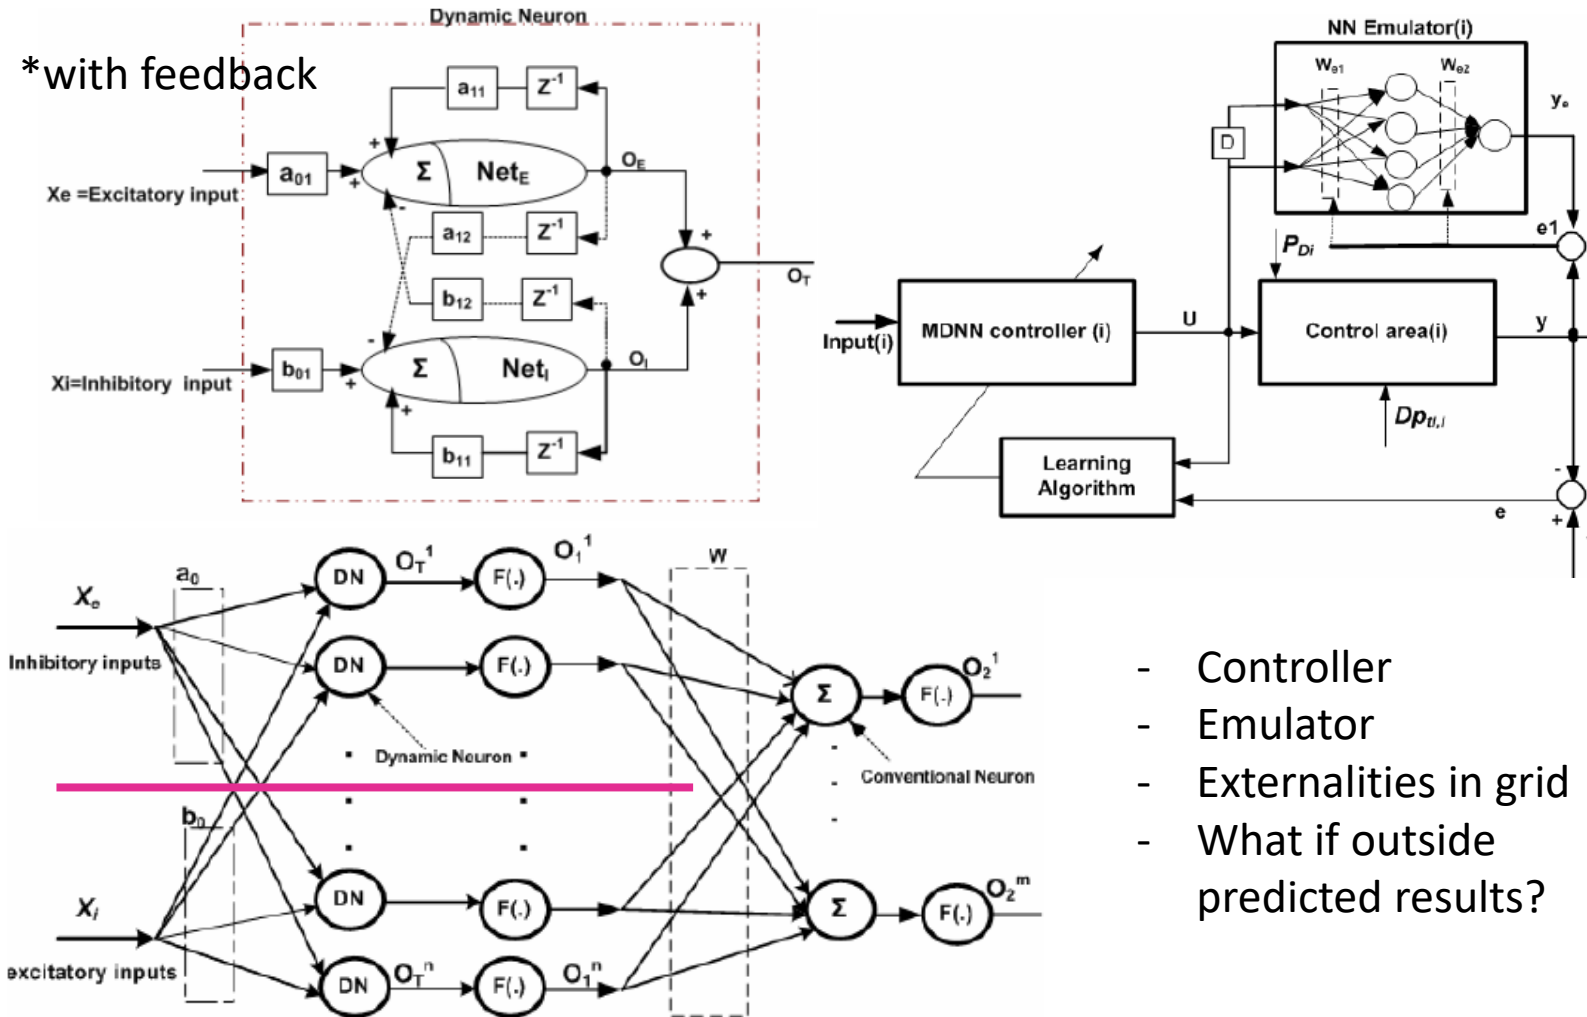 Dynamic Neuron
*with feedback
a11
Z-1
+
Σ
NetE
OE
a01
+
Xe =Excitatory input
-
a12
Z-1
+
OT
b12
Z-1
+
-
Σ
NetI
OI
b01
+
Xi=Inhibitory input
+
b11
Z-1
NN Emulator(i)
We1
We2
ye
D
e1
PDi
MDNN controller (i)
U
Control area(i)
y
Input(i)
Dpti,i
Learning
Algorithm
-
e
+
a0
Xe
DN
OT1
F(.)
O11
W
Inhibitory inputs
DN
F(.)
Σ
F(.)
O21
Dynamic Neuron
Conventional Neuron
b0
Xi
DN
F(.)
Σ
F(.)
O2m
excitatory inputs
DN
OTn
F(.)
O1n
- Controller
- Emulator
- Externalities in grid
- What if outside
predicted results?